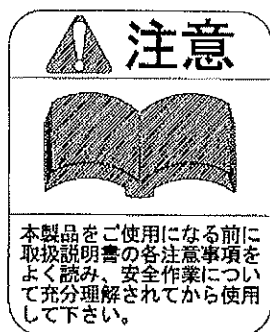 注意
本製品をご使用になる前に
取扱説明書の各注意事項を
よく読み、安全作業につい
て充分理解されてから使用
して下さい。